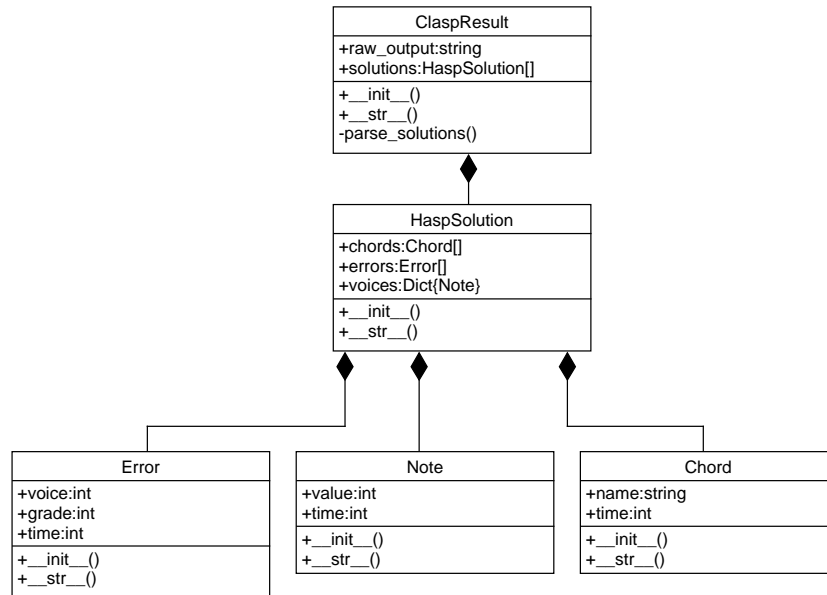 ClaspResult
+raw_output:string
+solutions:HaspSolution[]
+__init__()
+__str__()
-parse_solutions()
HaspSolution
+chords:Chord[]
+errors:Error[]
+voices:Dict{Note}
+__init__()
+__str__()
Error
+voice:int
+grade:int
+time:int
+__init__()
+__str__()
Note
+value:int
+time:int
+__init__()
+__str__()
Chord
+name:string
+time:int
+__init__()
+__str__()